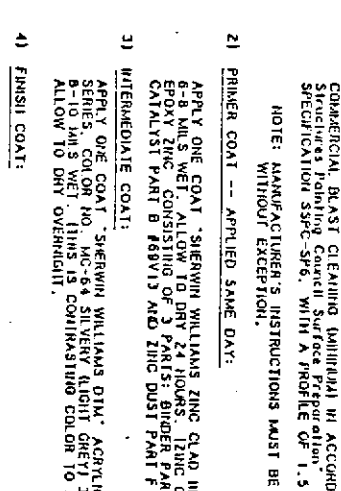 COMMERCIAL BLAST CLEANING (MINIMUM) IN ACCORD
Structures Painting Council Surface Preparation"
SPECIFICATION SSPC-SP6. WITH A PROFILE OF 1.5
NOTE: MANUFACTURER'S INSTRUCTIONS MUST BE
WITHOUT EXCEPTION.
2) PRIMER COAT -- APPLIED SAME DAY:
APPLY ONE COAT "SHERWIN WILLIAMS ZINC CLAD
6-8 MILS WET. ALLOW TO DRY 24 HOURS. (ZINC
EPOXY ZINC CONSISTING OF 3 PARTS: BINDER PAR
CATALYST PART B #69V13 AND ZINC DUST PART F
3) INTERMEDIATE COAT:
APPLY ONE COAT "SHERWIN WILLIAMS DTM" ACRYLI
SERIES, COLOR NO. MC-64 SILVERY (LIGHT GREY)
8-10 MILS WET. (THIS IS CONTRASTING COLOR TO
ALLOW TO DRY OVERNIGHT.
4) FINISH COAT: